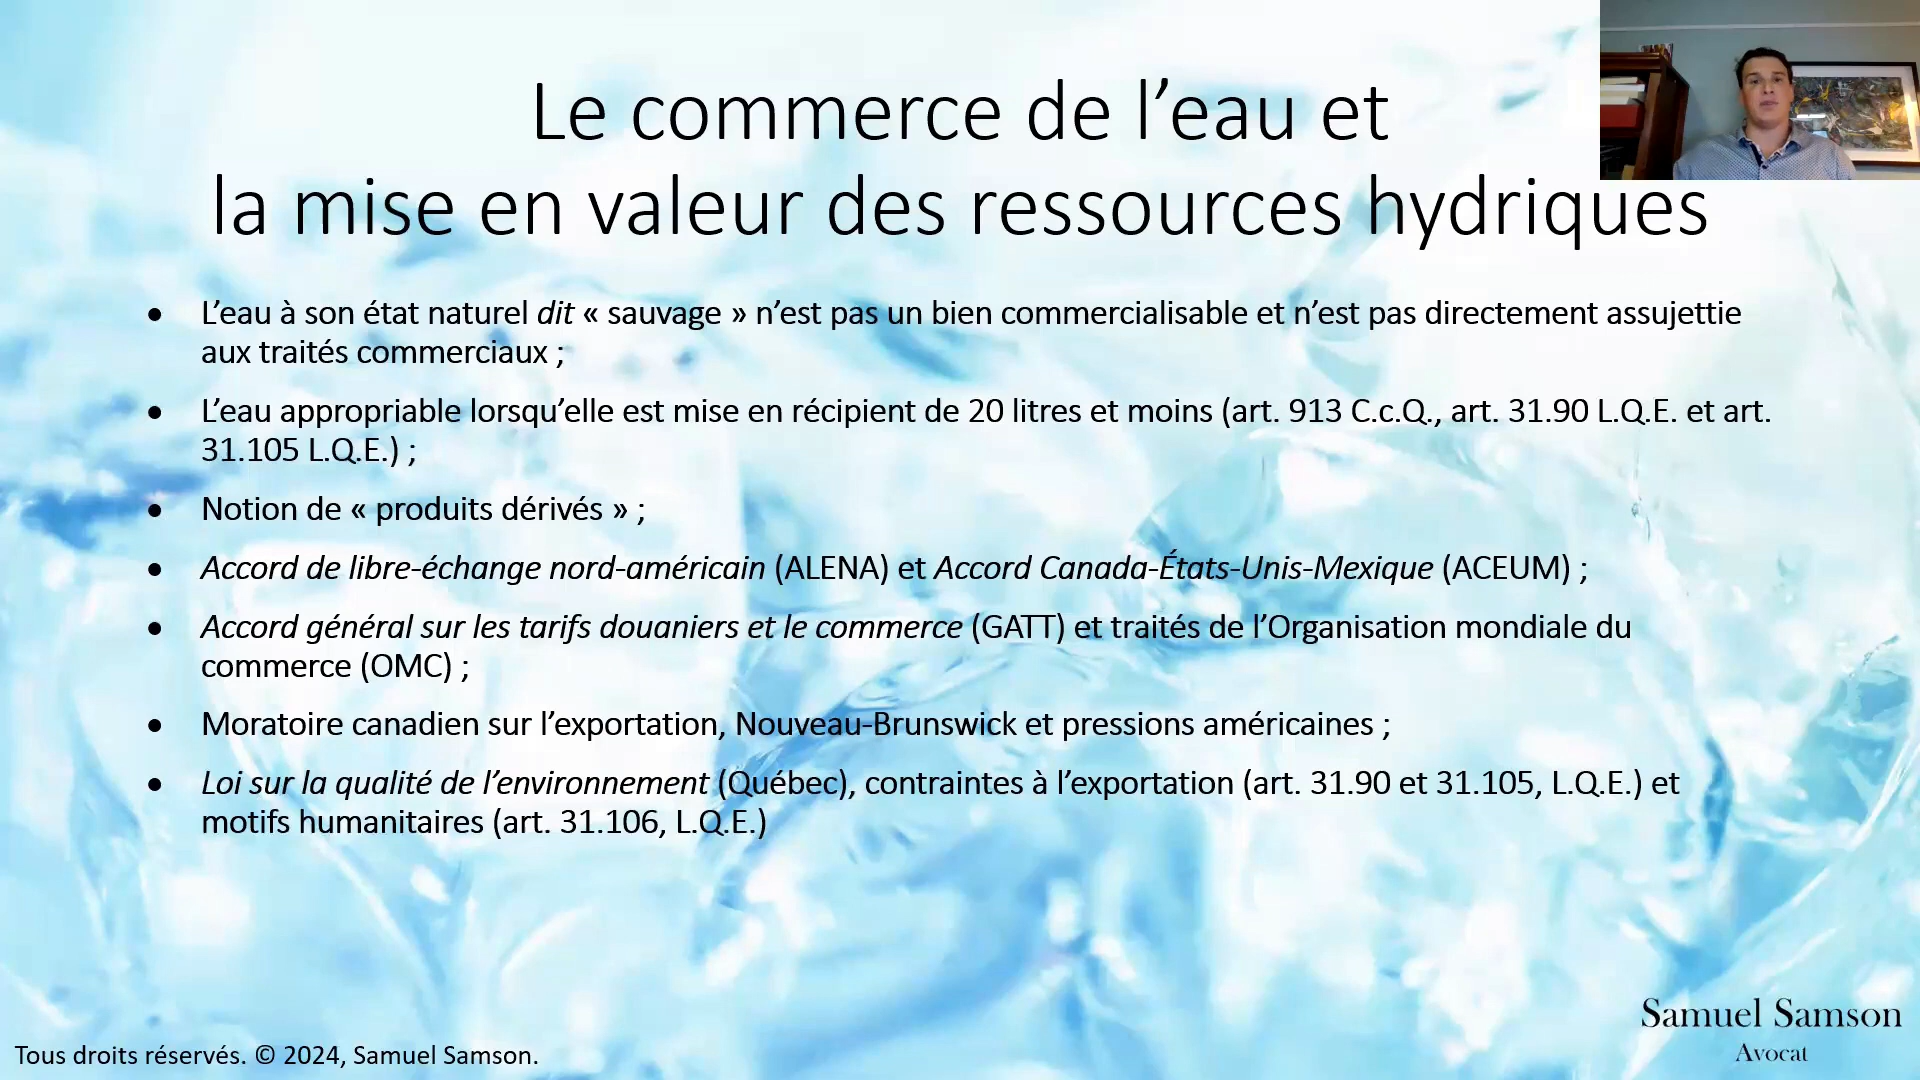 Le commerce de l’eau et
la mise en valeur des ressources hydriques
• L’eau à son état naturel dit « sauvage » n’est pas un bien commercialisable et n’est pas directement assujettie
aux traités commerciaux ;
• L’eau appropriable lorsqu’elle est mise en récipient de 20 litres et moins (art. 913 C.c.Q., art. 31.90 L.Q.E. et art.
31.105 L.Q.E.) ;
• Notion de « produits dérivés » ;
• Accord de libre-échange nord-américain (ALENA) et Accord Canada-États-Unis-Mexique (ACEUM) ;
• Accord général sur les tarifs douaniers et le commerce (GATT) et traités de l’Organisation mondiale du
commerce (OMC) ;
• Moratoire canadien sur l’exportation, Nouveau-Brunswick et pressions américaines ;
• Loi sur la qualité de l’environnement (Québec), contraintes à l’exportation (art. 31.90 et 31.105, L.Q.E.) et
motifs humanitaires (art. 31.106, L.Q.E.)
Samuel Samson
Avocat
Tous droits réservés. © 2024, Samuel Samson.